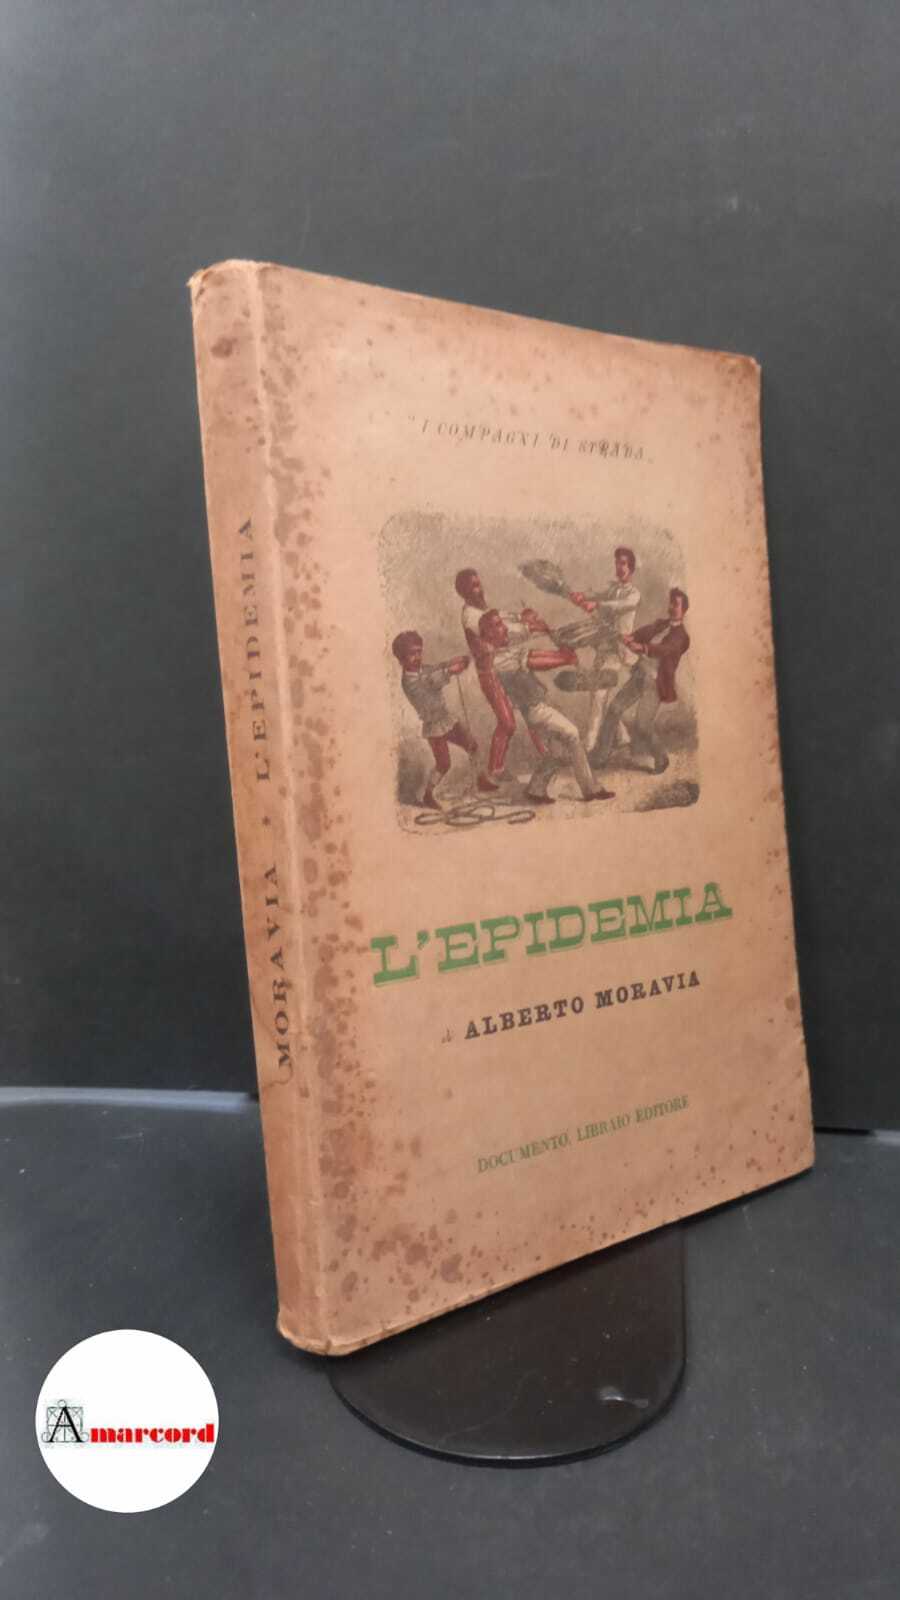 " I COMPAGNI DI STRADA „
L'EPIDEMIA
di ALBERTO MORAVIA
DOCUMENTO, LIBRAIO EDITORE
MORAVIA * L'EPIDEMIA
Amarcord